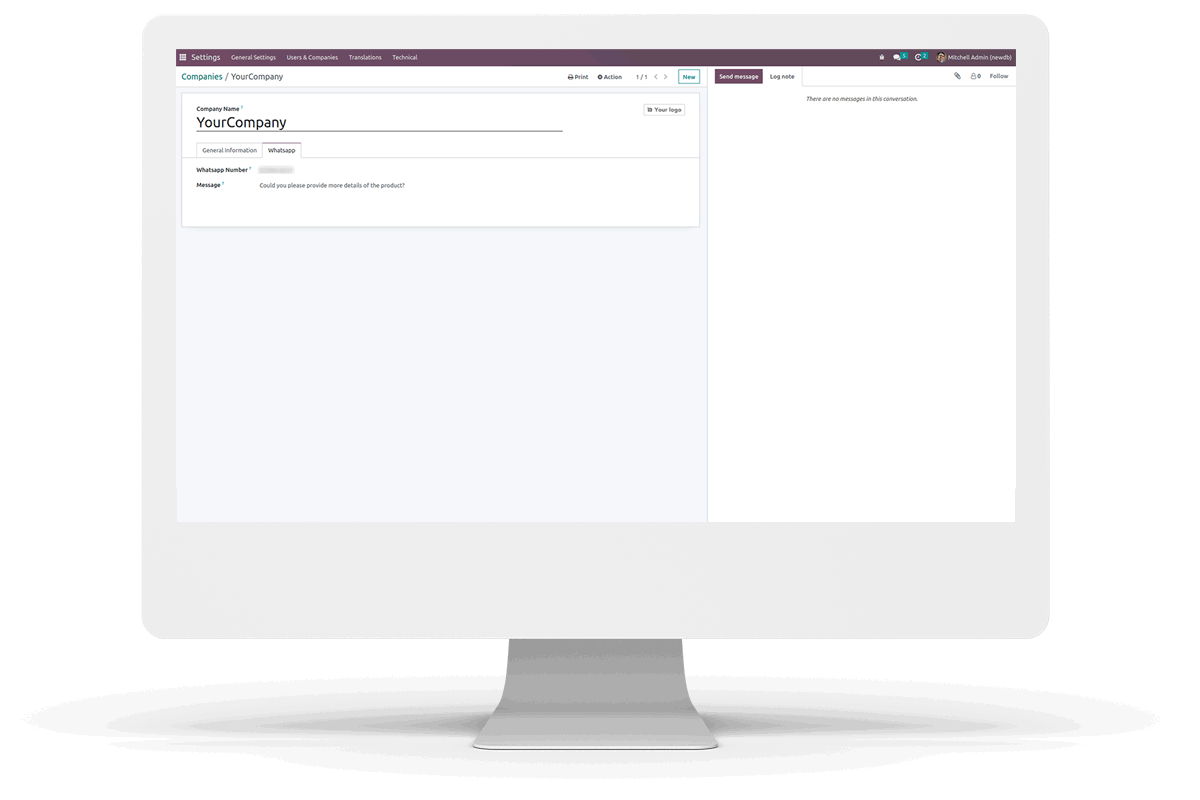 Settings General Settings Users & Companies Translations Technical 5 2 Mitchell Admin (newdb)
Companies / YourCompany Print Action 1 / 1 New Send message Log note 0 Follow
There are no messages in this conversation.
Company Name ?
Your logo
YourCompany
General Information Whatsapp
Whatsapp Number ?
Message ? Could you please provide more details of the product?